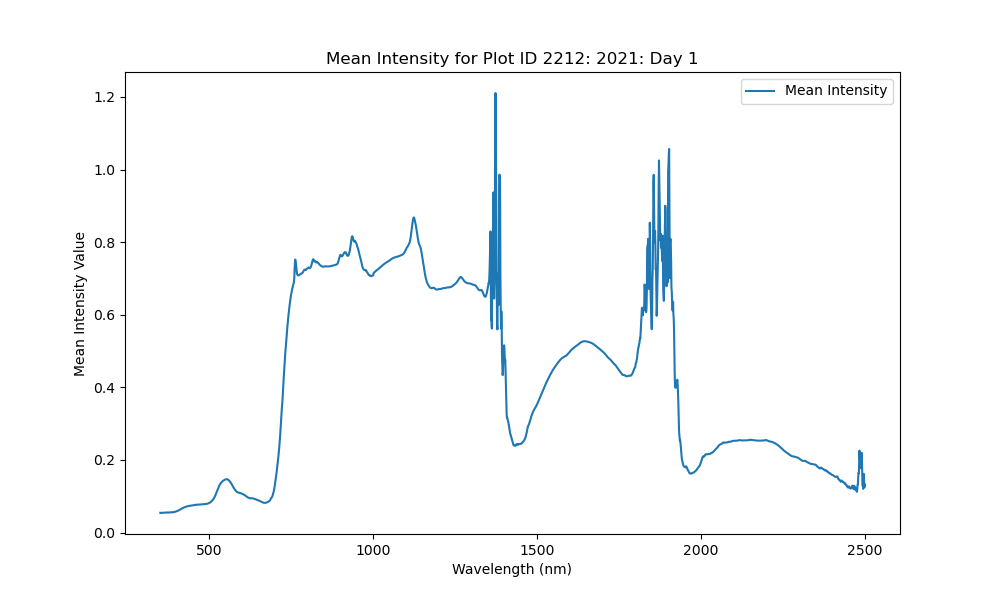 Mean Intensity for Plot ID 2212: 2021: Day 1
Mean Intensity
1.2
1.0
0.8
0.6
0.4
0.2
0.0
Mean Intensity Value
500 1000 1500 2000 2500
Wavelength (nm)